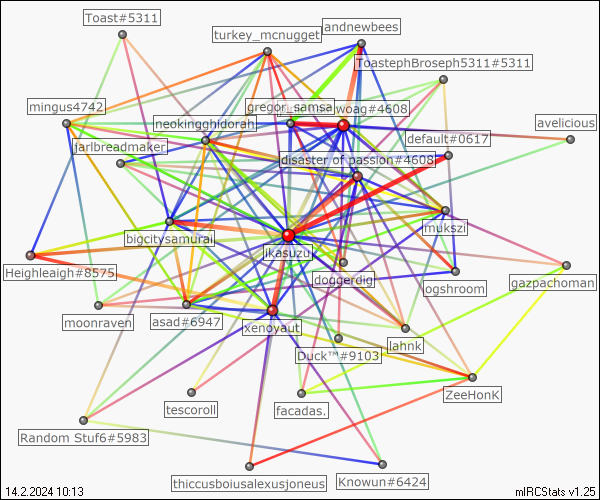 Toast#5311
andnewbees
turkey_mcnugget
ToastephBroseph5311#5311
mingus4742
gregor_samsa
woag#4608
neokingghidorah
avelicious
default#0617
jarlbreadmaker
disaster of passion#4608
mukszi
bigcitysamurai
ikasuzu
Heighleaigh#8575
doggerdig
ogshroom
gazpachoman
moonraven
asad#6947
xenoyaut
lahnk
Duck™#9103
ZeeHonK
tescoroll
facadas.
Random Stuf6#5983
thiccusboiusalexusjoneus
Knowun#6424
14.2.2024 10:13
mIRCStats v1.25